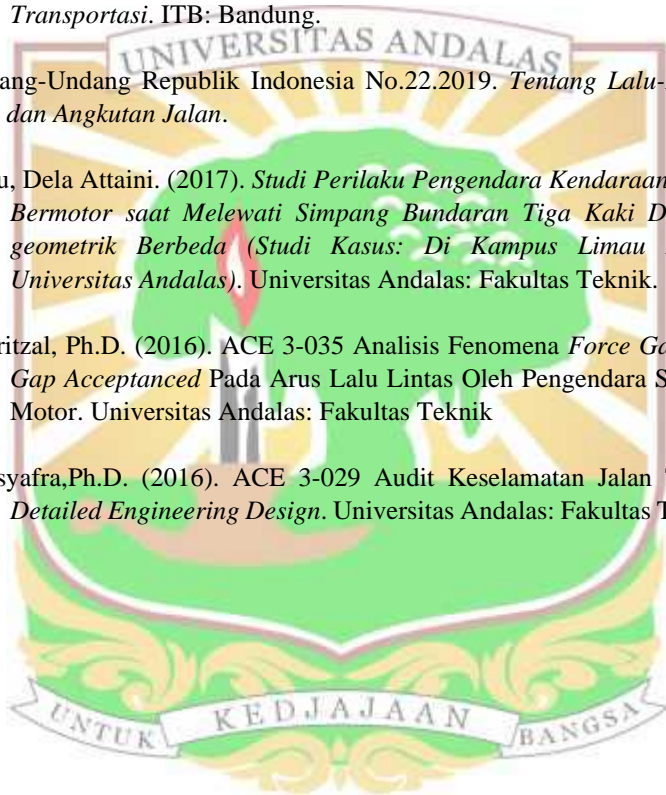 Transportasi. ITB: Bandung.
UNIVERSITAS ANDALAS
ang-Undang Republik Indonesia No.22.2019. Tentang Lalu-
dan Angkutan Jalan.
u, Dela Attaini. (2017). Studi Perilaku Pengendara Kendaraan
Bermotor saat Melewati Simpang Bundaran Tiga Kaki D
geometrik Berbeda (Studi Kasus: Di Kampus Limau
Universitas Andalas). Universitas Andalas: Fakultas Teknik.
ritzal, Ph.D. (2016). ACE 3-035 Analisis Fenomena Force Ga
Gap Acceptanced Pada Arus Lalu Lintas Oleh Pengendara S
Motor. Universitas Andalas: Fakultas Teknik
syafra,Ph.D. (2016). ACE 3-029 Audit Keselamatan Jalan
Detailed Engineering Design. Universitas Andalas: Fakultas T
UNTUK KEDJAJAAN BANGSA